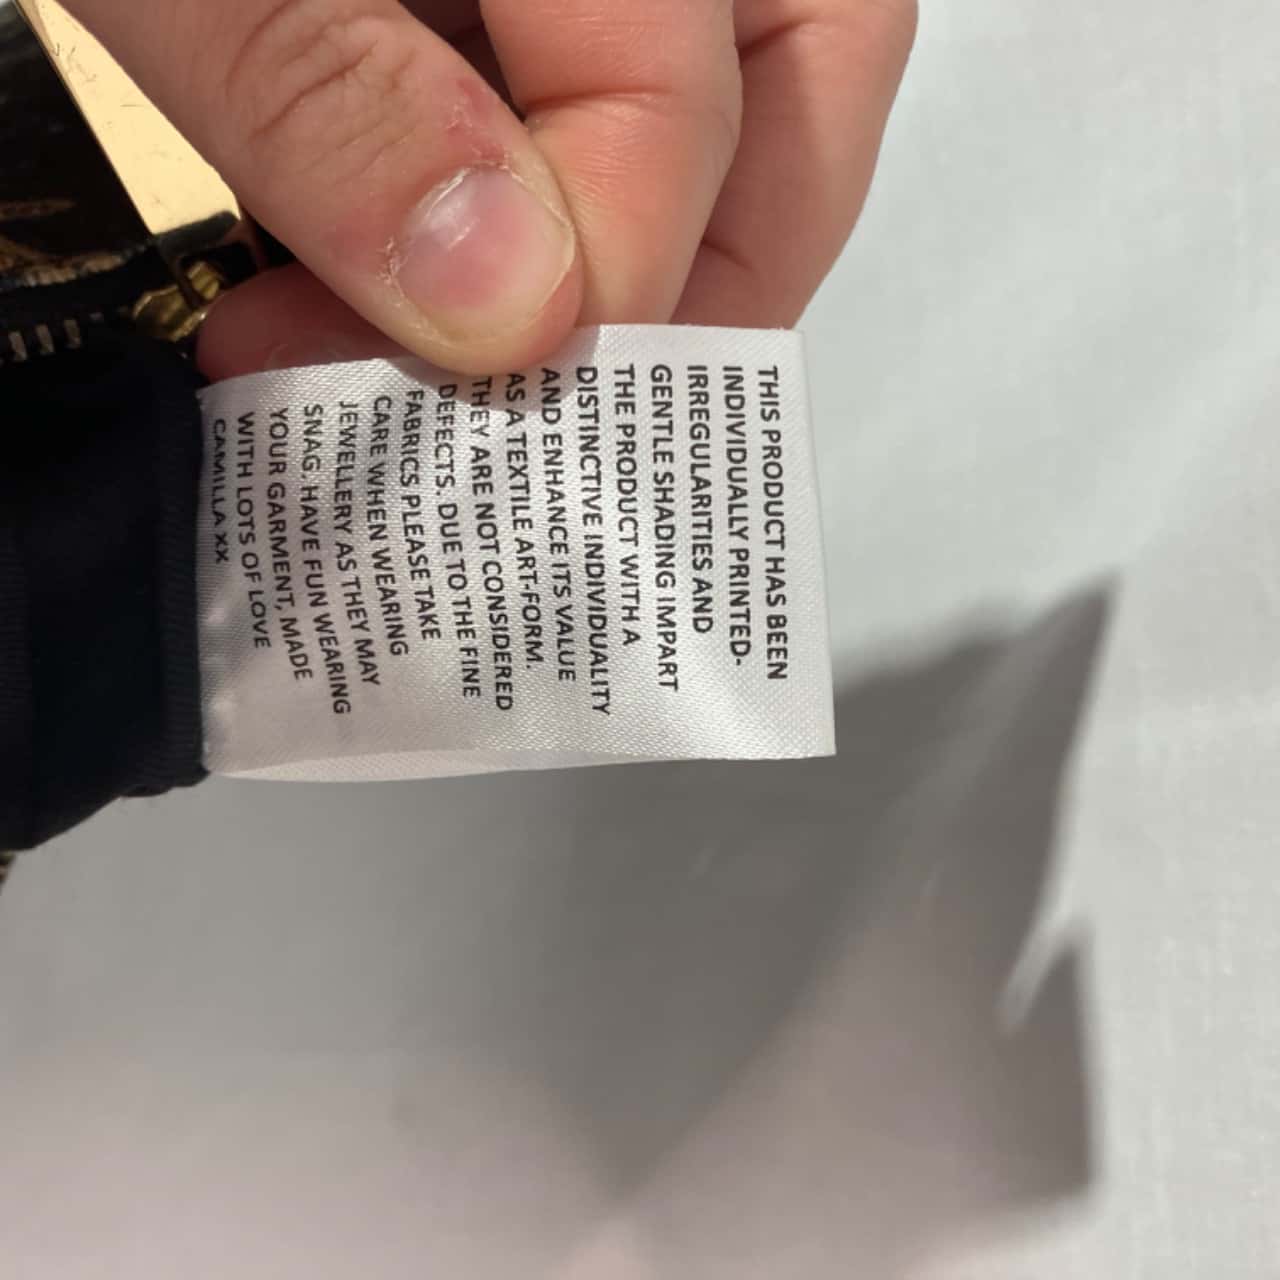 THIS PRODUCT HAS BEEN
INDIVIDUALLY PRINTED-
IRREGULARITIES AND
GENTLE SHADING IMPART
THE PRODUCT WITH A
DISTINCTIVE INDIVIDUALITY
AND ENHANCE ITS VALUE
AS A TEXTILE ART-FORM.
THEY ARE NOT CONSIDERED
DEFECTS. DUE TO THE FINE
FABRICS PLEASE TAKE
CARE WHEN WEARING
JEWELLERY AS THEY MAY
SNAG. HAVE FUN WEARING
YOUR GARMENT, MADE
WITH LOTS OF LOVE
CAMILLA XX